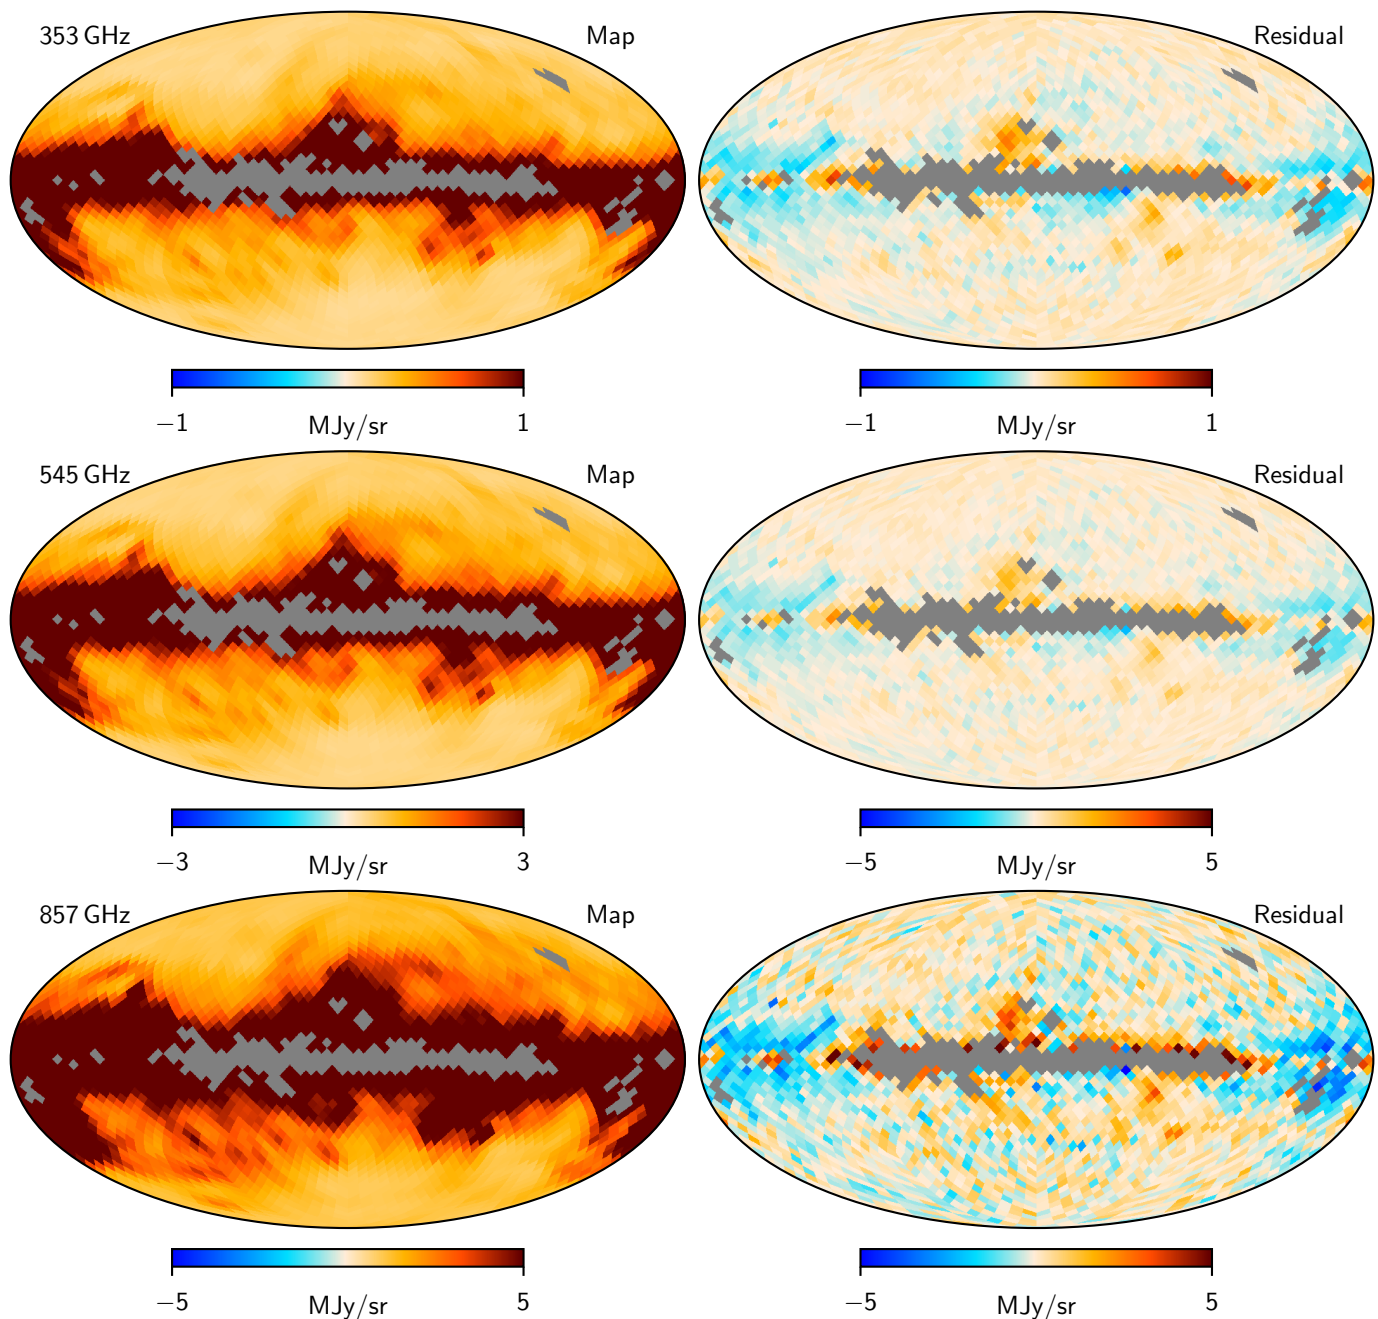 353 GHz Map Residual
−1 MJy/sr 1 −1 MJy/sr 1
545 GHz Map Residual
−3 MJy/sr 3 −5 MJy/sr 5
857 GHz Map Residual
−5 MJy/sr 5 −5 MJy/sr 5